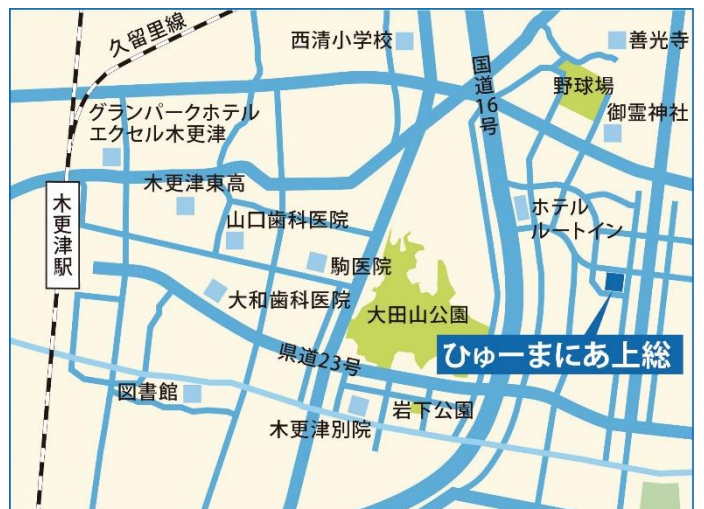 久留里線
西清小学校
国道16号
善光寺
野球場
御霊神社
グランパークホテル
エクセル木更津
木更津東高
木更津駅
山口歯科医院
ホテル
ルートイン
駒医院
大和歯科医院
大田山公園
ひゅーまにあ上総
県道23号
図書館
岩下公園
木更津別院